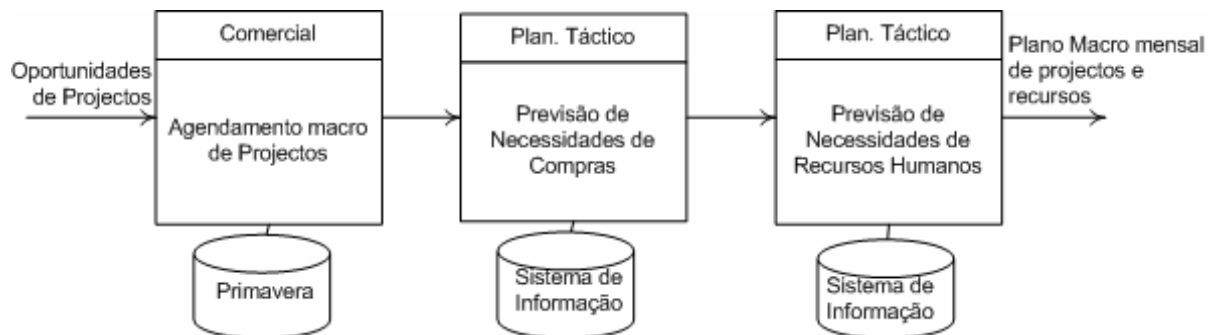 Oportunidades
de Projectos
Comercial
Agendamento macro
de Projectos
Primavera
Plan. Táctico
Previsão de
Necessidades de
Compras
Sistema de
Informação
Plan. Táctico
Previsão de
Necessidades de
Recursos Humanos
Sistema de
Informação
Plano Macro mensal
de projectos e
recursos